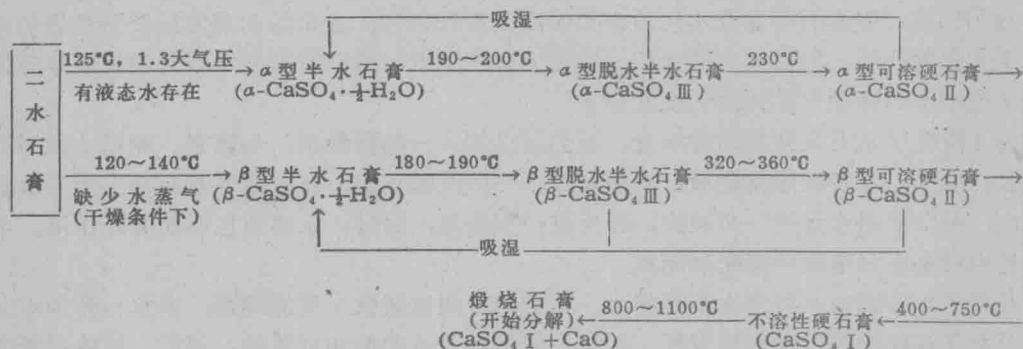 吸湿
125℃，1.3大气压
有液态水存在
α型半水石膏
(α-CaSO₄·½H₂O)
190～200℃
α型脱水半水石膏
(α-CaSO₄Ⅲ)
230℃
α型可溶硬石膏
(α-CaSO₄Ⅱ)
二水石膏
120～140℃
缺少水蒸气
(干燥条件下)
β型半水石膏
(β-CaSO₄·½H₂O)
180～190℃
β型脱水半水石膏
(β-CaSO₄Ⅲ)
320～360℃
β型可溶硬石膏
(β-CaSO₄Ⅱ)
吸湿
煅烧石膏
(开始分解)
(CaSO₄Ⅰ+CaO)
800～1100℃
不溶性硬石膏
(CaSO₄Ⅰ)
400～750℃